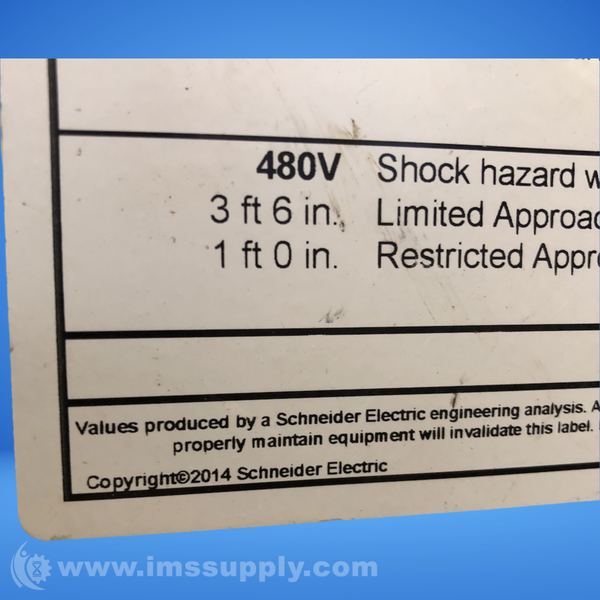 480V Shock hazard w
3 ft 6 in. Limited Approac
1 ft 0 in. Restricted Appr
Values produced by a Schneider Electric engineering analysis. A
properly maintain equipment will invalidate this label.
Copyright©2014 Schneider Electric
www.imssupply.com